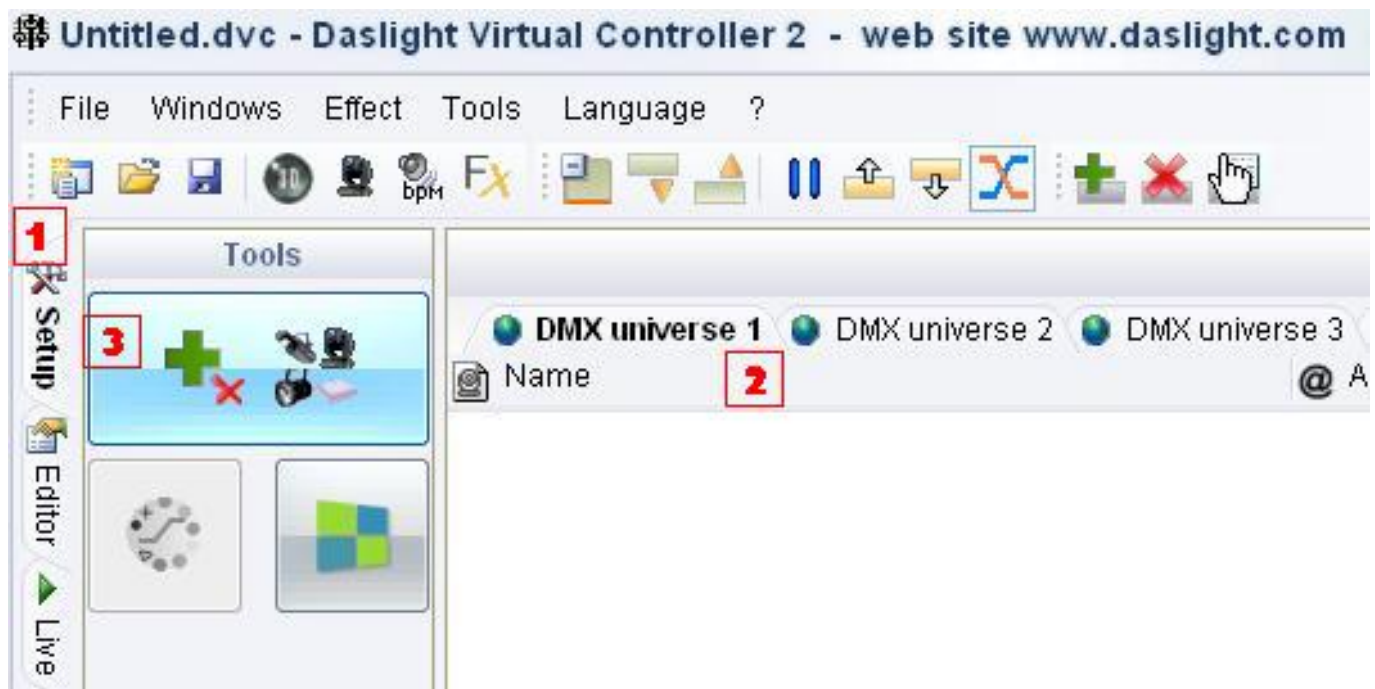 Untitled.dvc - Daslight Virtual Controller 2 - web site www.daslight.com
File Windows Effect Tools Language ?
bpm Fx
1
Setup
Editor
Live
Tools
3
DMX universe 1 DMX universe 2 DMX universe 3
Name 2 @ A